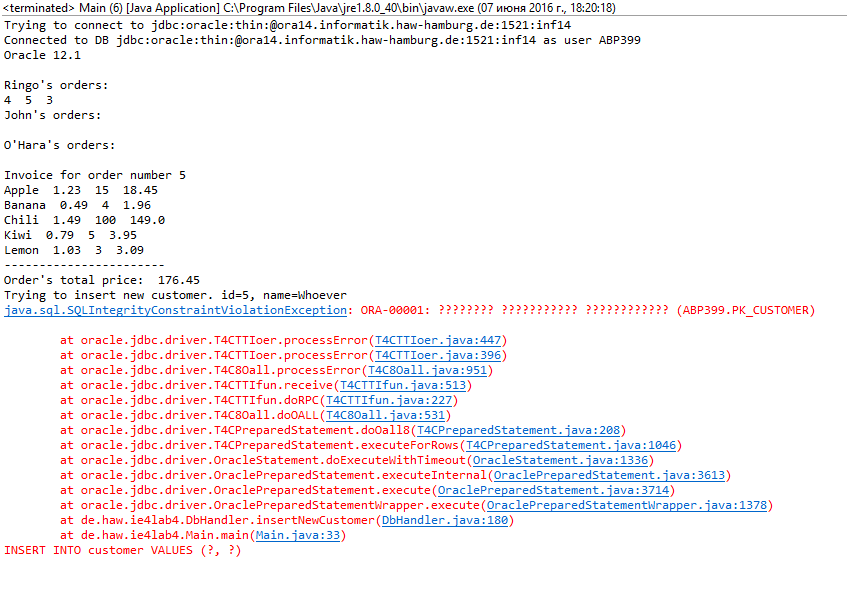 <terminated> Main (6) [Java Application] C:\Program Files\Java\jre1.8.0_40\bin\javaw.exe (07 июня 2016 г., 18:20:18)
Trying to connect to jdbc:oracle:thin:@ora14.informatik.haw-hamburg.de:1521:inf14
Connected to DB jdbc:oracle:thin:@ora14.informatik.haw-hamburg.de:1521:inf14 as user ABP399
Oracle 12.1
Ringo's orders:
4  5  3
John's orders:
O'Hara's orders:
Invoice for order number 5
Apple  1.23  15  18.45
Banana  0.49  4  1.96
Chili  1.49  100  149.0
Kiwi  0.79  5  3.95
Lemon  1.03  3  3.09
-----------------------
Order's total price:  176.45
Trying to insert new customer. id=5, name=Whoever
java.sql.SQLIntegrityConstraintViolationException: ORA-00001: ???????? ??????????? ???????????? (ABP399.PK_CUSTOMER)
at oracle.jdbc.driver.T4CTTIoer.processError(T4CTTIoer.java:447)
at oracle.jdbc.driver.T4CTTIoer.processError(T4CTTIoer.java:396)
at oracle.jdbc.driver.T4C8Oall.processError(T4C8Oall.java:951)
at oracle.jdbc.driver.T4CTTIfun.receive(T4CTTIfun.java:513)
at oracle.jdbc.driver.T4CTTIfun.doRPC(T4CTTIfun.java:227)
at oracle.jdbc.driver.T4C8Oall.doOALL(T4C8Oall.java:531)
at oracle.jdbc.driver.T4CPreparedStatement.doOall8(T4CPreparedStatement.java:208)
at oracle.jdbc.driver.T4CPreparedStatement.executeForRows(T4CPreparedStatement.java:1046)
at oracle.jdbc.driver.OracleStatement.doExecuteWithTimeout(OracleStatement.java:1336)
at oracle.jdbc.driver.OraclePreparedStatement.executeInternal(OraclePreparedStatement.java:3613)
at oracle.jdbc.driver.OraclePreparedStatement.execute(OraclePreparedStatement.java:3714)
at oracle.jdbc.driver.OraclePreparedStatementWrapper.execute(OraclePreparedStatementWrapper.java:1378)
at de.haw.ie4lab4.DbHandler.insertNewCustomer(DbHandler.java:180)
at de.haw.ie4lab4.Main.main(Main.java:33)
INSERT INTO customer VALUES (?, ?)